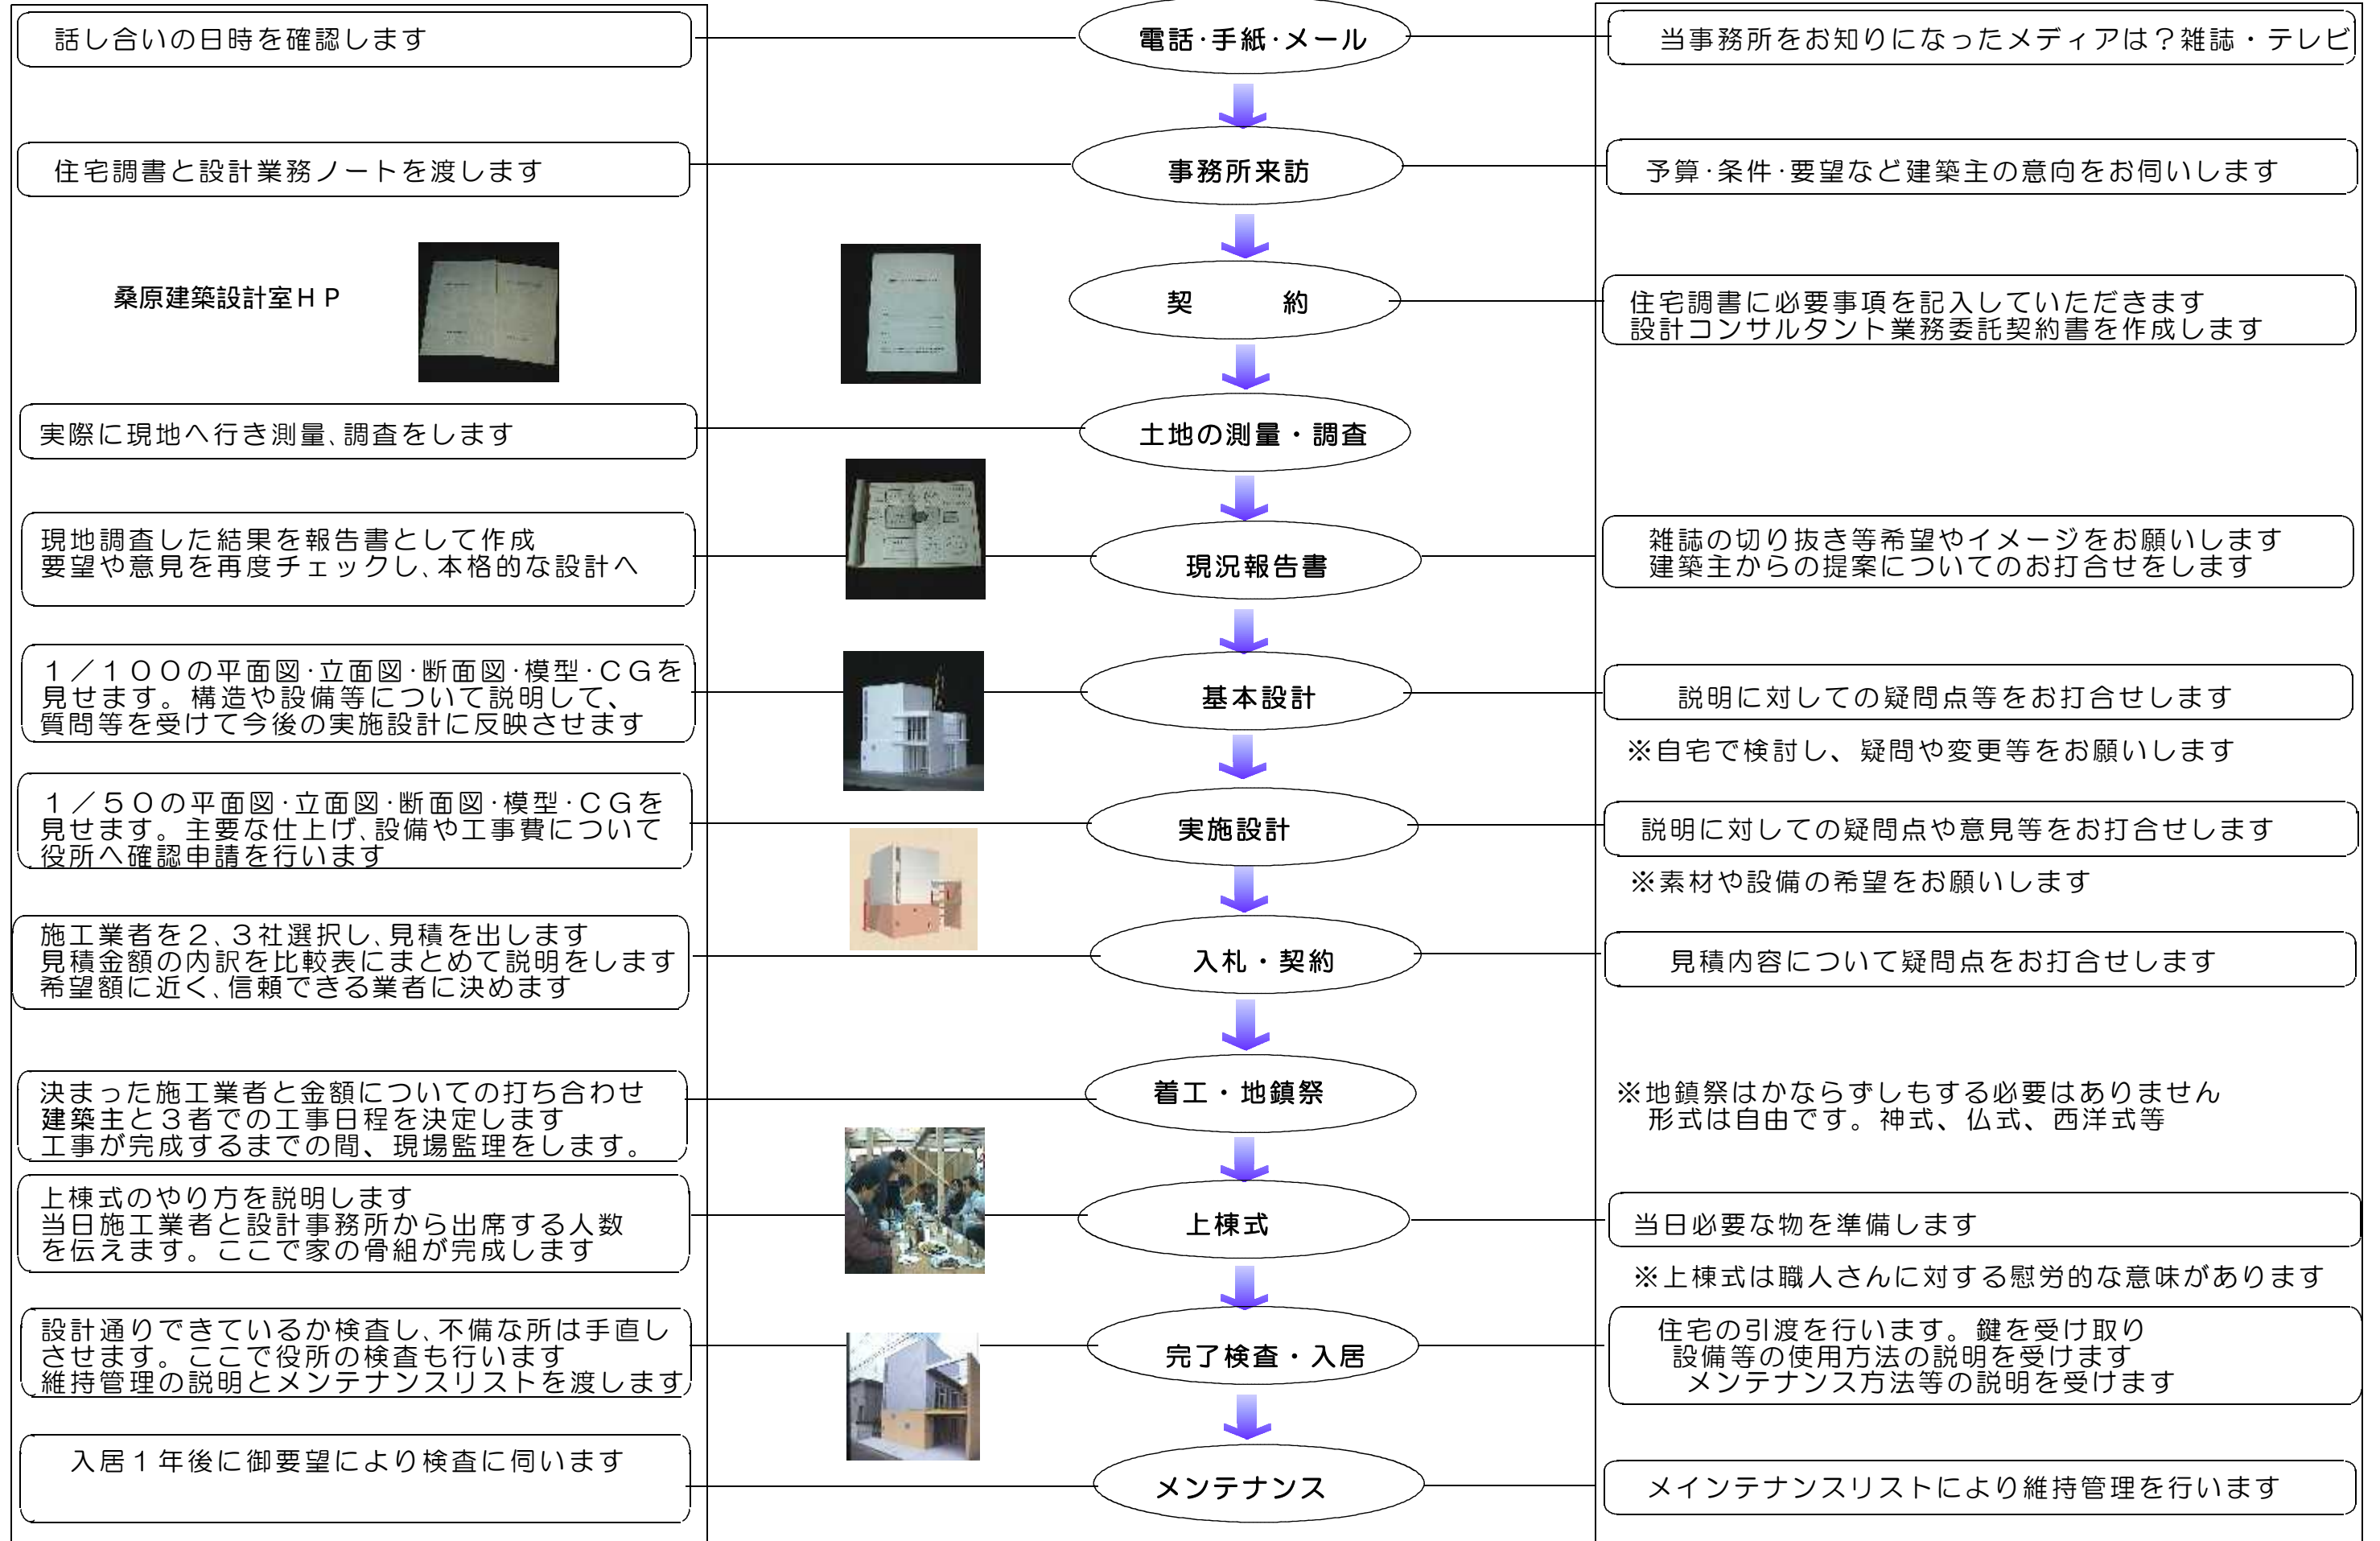 話し合いの日時を確認します
電話･手紙･メール
当事務所をお知りになったメディアは？雑誌・テレビ
住宅調書と設計業務ノートを渡します
事務所来訪
予算･条件･要望など建築主の意向をお伺いします
桑原建築設計室ＨＰ
契　　　約
住宅調書に必要事項を記入していただきます
設計コンサルタント業務委託契約書を作成します
実際に現地へ行き測量､調査をします
土地の測量・調査
現地調査した結果を報告書として作成
要望や意見を再度チェックし､本格的な設計へ
現況報告書
雑誌の切り抜き等希望やイメージをお願いします
建築主からの提案についてのお打合せをします
１／１００の平面図･立面図･断面図･模型･ＣＧを
見せます。構造や設備等について説明して、
質問等を受けて今後の実施設計に反映させます
基本設計
説明に対しての疑問点等をお打合せします
※自宅で検討し、疑問や変更等をお願いします
１／５０の平面図･立面図･断面図･模型･ＣＧを
見せます。主要な仕上げ､設備や工事費について
役所へ確認申請を行います
実施設計
説明に対しての疑問点や意見等をお打合せします
※素材や設備の希望をお願いします
施工業者を２､３社選択し､見積を出します
見積金額の内訳を比較表にまとめて説明をします
希望額に近く､信頼できる業者に決めます
入札・契約
見積内容について疑問点をお打合せします
決まった施工業者と金額についての打ち合わせ
建築主と３者での工事日程を決定します
工事が完成するまでの間、現場監理をします。
着工・地鎮祭
※地鎮祭はかならずしもする必要はありません
形式は自由です。神式、仏式、西洋式等
上棟式のやり方を説明します
当日施工業者と設計事務所から出席する人数
を伝えます。ここで家の骨組が完成します
上棟式
当日必要な物を準備します
※上棟式は職人さんに対する慰労的な意味があります
設計通りできているか検査し､不備な所は手直し
させます。ここで役所の検査も行います
維持管理の説明とメンテナンスリストを渡します
完了検査・入居
住宅の引渡を行います。鍵を受け取り
設備等の使用方法の説明を受けます
メンテナンス方法等の説明を受けます
入居１年後に御要望により検査に伺います
メンテナンス
メインテナンスリストにより維持管理を行います